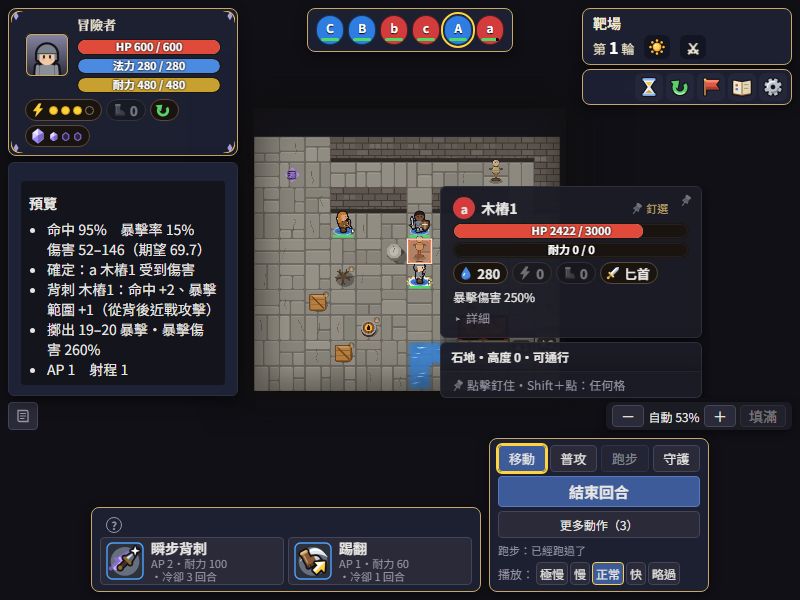 冒險者
HP 600 / 600
法力 280 / 280
耐力 480 / 480
0
C B b c A a
靶場
第 1 輪
預覽
• 命中 95%　暴擊率 15%
傷害 52–146（期望 69.7）
• 確定：a 木樁1 受到傷害
• 背刺 木樁1：命中 +2、暴擊
範圍 +1（從背後近戰攻擊）
• 擲出 19–20 暴擊・暴擊傷
害 260%
• AP 1　射程 1
a 木樁1 釘選
HP 2422 / 3000
耐力 0 / 0
280 0 0 匕首
暴擊傷害 250%
▸ 詳細
石地・高度 0・可通行
點擊釘住・Shift＋點：任何格
− 自動 53% + 填滿
移動 普攻 跑步 守護
結束回合
更多動作（3）
跑步：已經跑過了
播放： 極慢 慢 正常 快 略過
?
瞬步背刺
AP 2・耐力 100
・冷卻 3 回合
踢翻
AP 1・耐力 60
・冷卻 1 回合